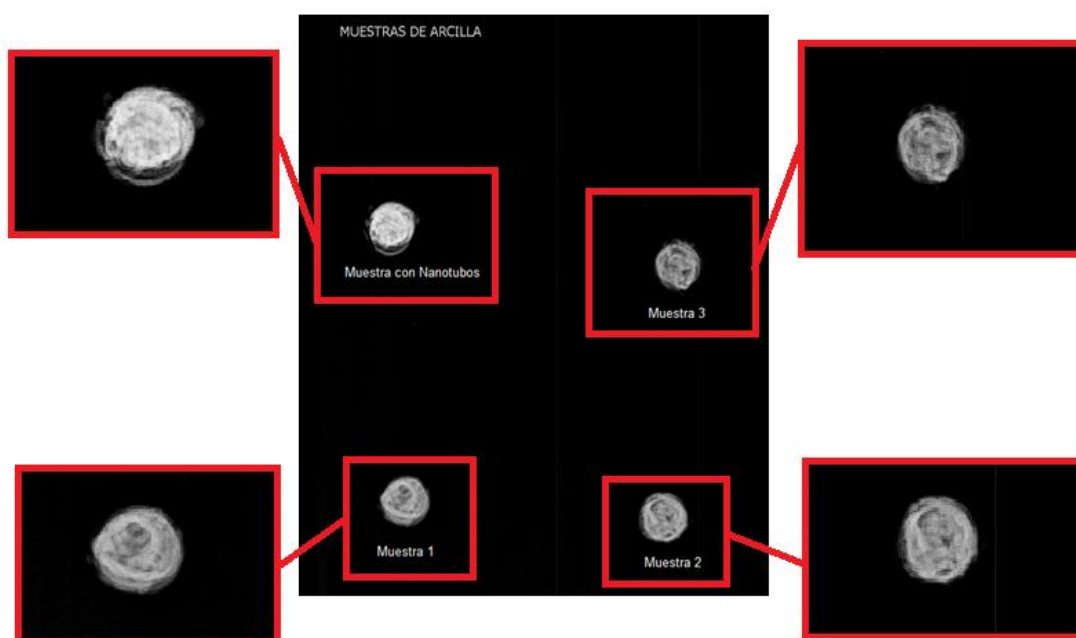 MUESTRAS DE ARCILLA
Muestra con Nanotubos
Muestra 3
Muestra 1
Muestra 2